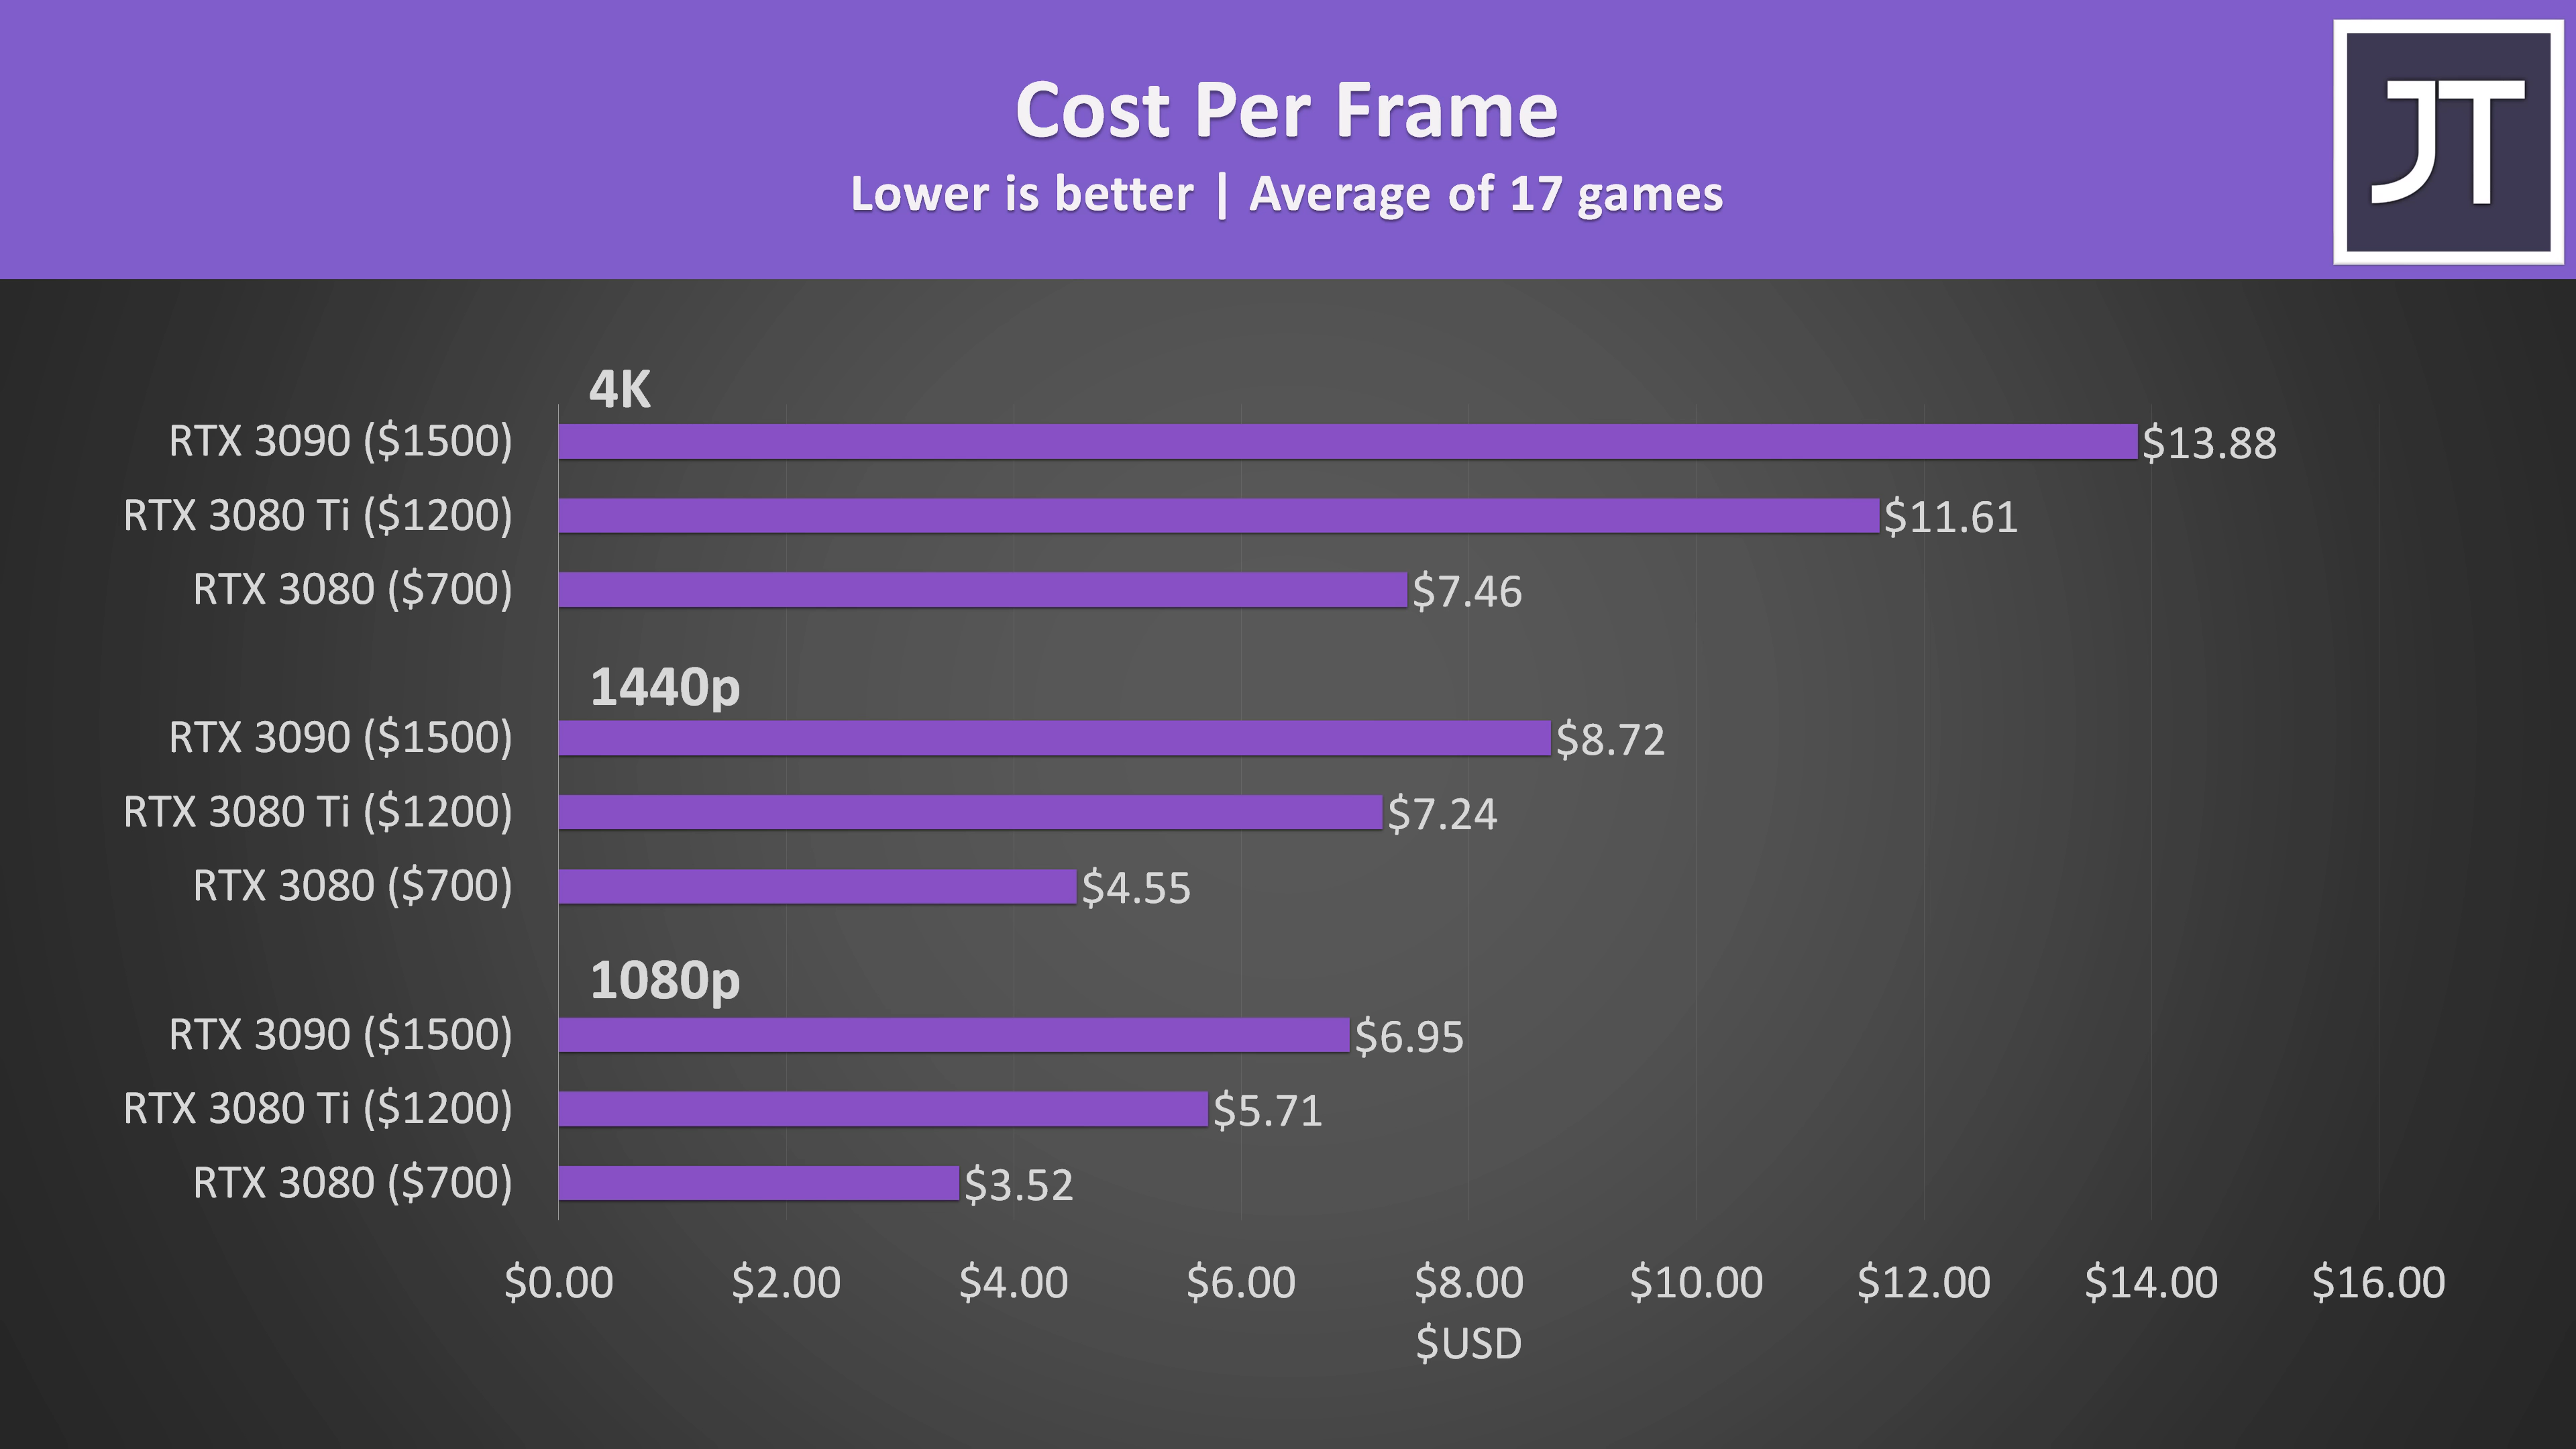 Cost Per Frame
Lower is better | Average of 17 games
JT
4K
RTX 3090 ($1500) $13.88
RTX 3080 Ti ($1200) $11.61
RTX 3080 ($700) $7.46
1440p
RTX 3090 ($1500) $8.72
RTX 3080 Ti ($1200) $7.24
RTX 3080 ($700) $4.55
1080p
RTX 3090 ($1500) $6.95
RTX 3080 Ti ($1200) $5.71
RTX 3080 ($700) $3.52
$0.00 $2.00 $4.00 $6.00 $8.00 $10.00 $12.00 $14.00 $16.00
$USD